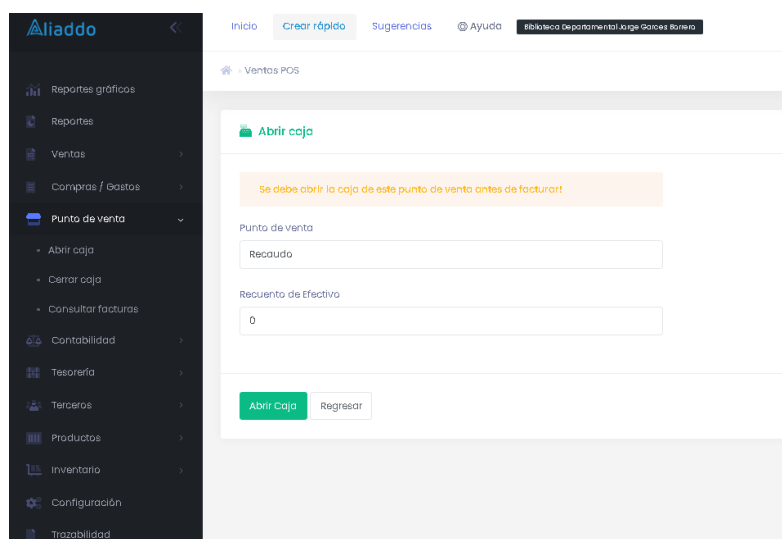 Aliaddo
Inicio
Crear rápido
Sugerencias
Ayuda
Biblioteca Departamental Jorge Garces Borrero
Ventas POS
Reportes gráficos
Reportes
Ventas
Compras / Gastos
Punto de venta
Abrir caja
Cerrar caja
Consultar facturas
Contabilidad
Tesorería
Terceros
Productos
Inventario
Configuración
Trazabilidad
Abrir caja
Se debe abrir la caja de este punto de venta antes de facturar!
Punto de venta
Recaudo
Recuento de Efectivo
0
Abrir Caja
Regresar